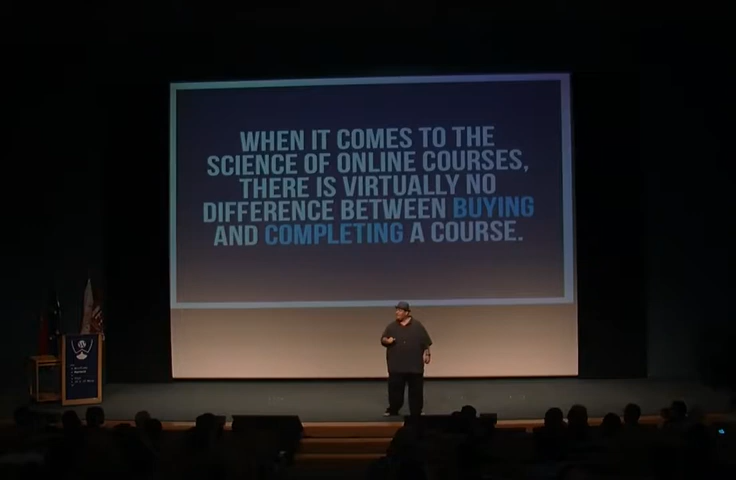 WHEN IT COMES TO THE
SCIENCE OF ONLINE COURSES,
THERE IS VIRTUALLY NO
DIFFERENCE BETWEEN BUYING
AND COMPLETING A COURSE.